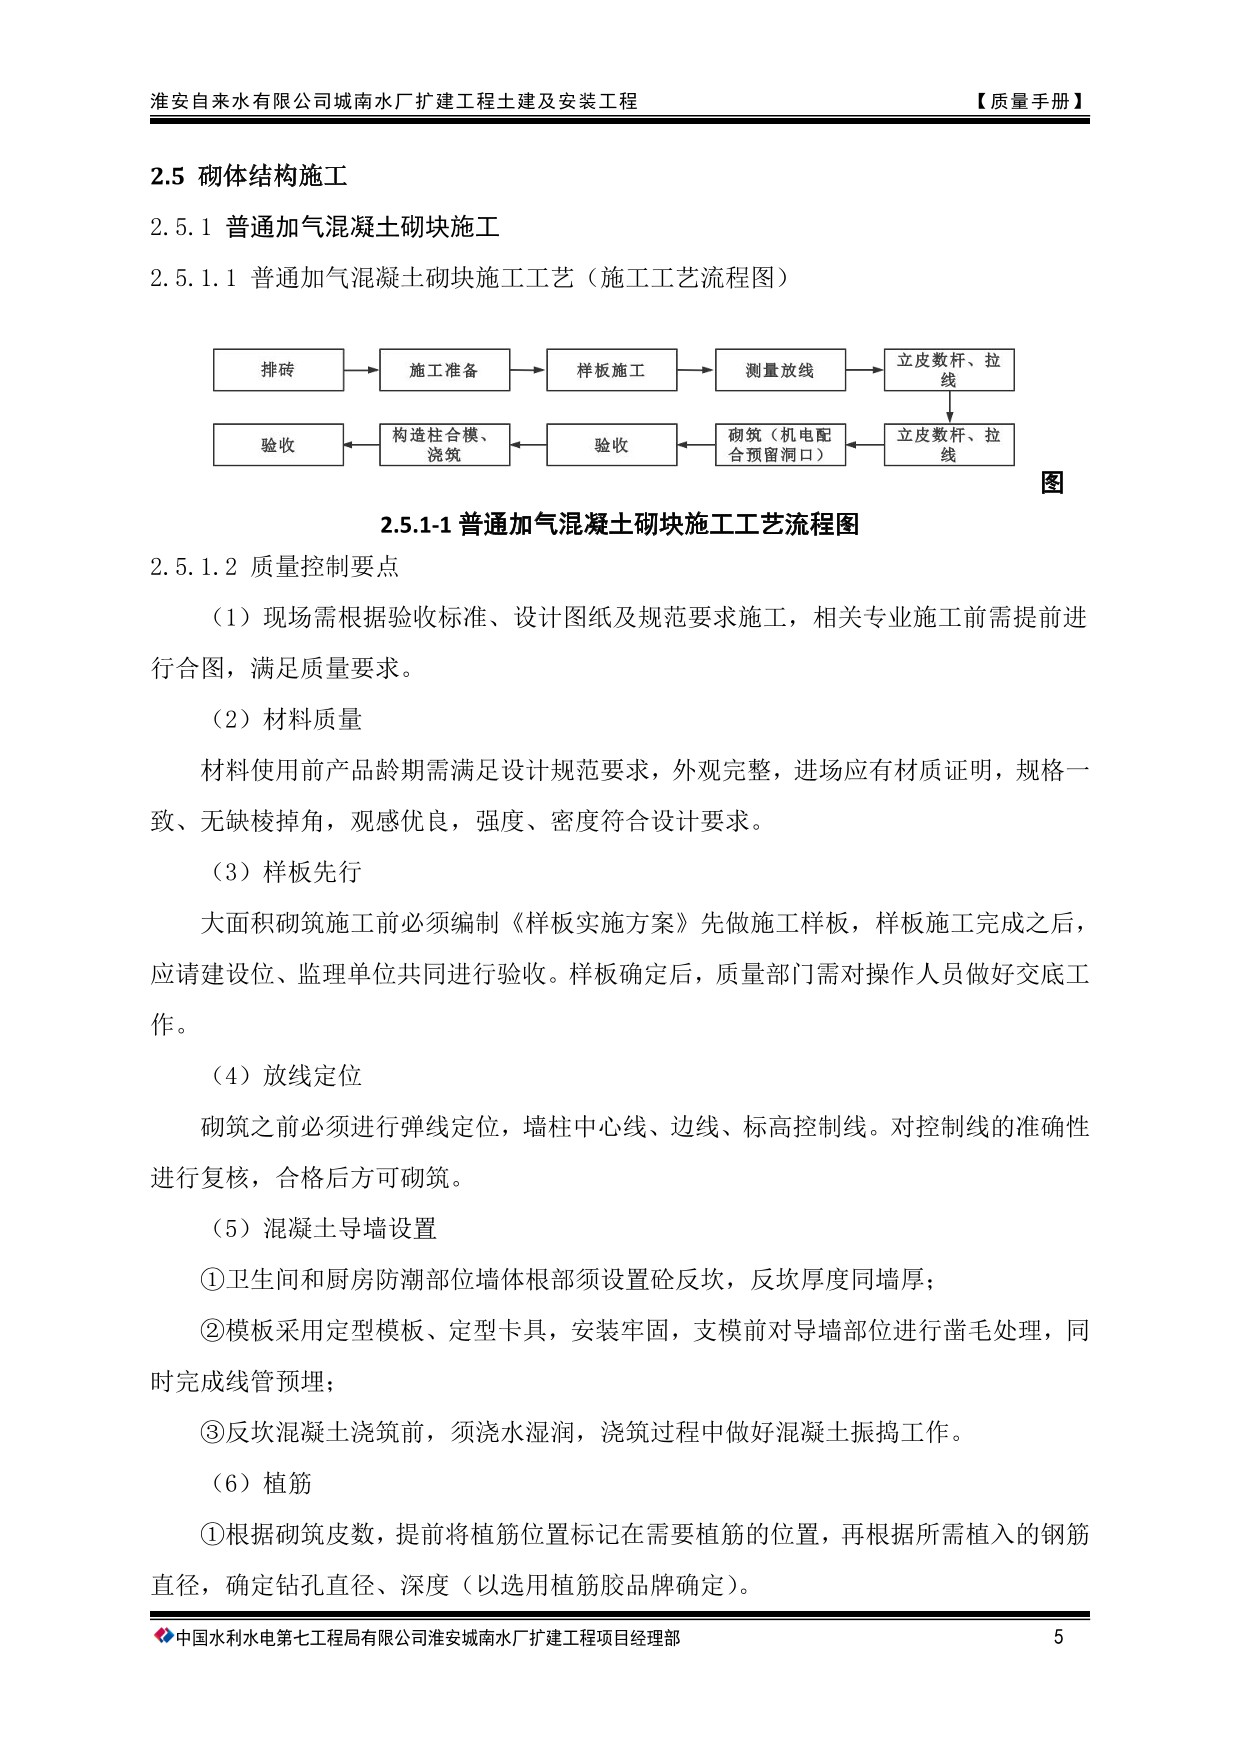 淮安自来水有限公司城南水厂扩建工程土建及安装工程 【质量手册】
2.5 砌体结构施工
2.5.1 普通加气混凝土砌块施工
2.5.1.1 普通加气混凝土砌块施工工艺（施工工艺流程图）
排砖
施工准备
样板施工
测量放线
立皮数杆、拉
线
立皮数杆、拉
线
砌筑（机电配
合预留洞口）
验收
构造柱合模、
浇筑
验收
图
2.5.1-1 普通加气混凝土砌块施工工艺流程图
2.5.1.2 质量控制要点
（1）现场需根据验收标准、设计图纸及规范要求施工，相关专业施工前需提前进
行合图，满足质量要求。
（2）材料质量
材料使用前产品龄期需满足设计规范要求，外观完整，进场应有材质证明，规格一
致、无缺棱掉角，观感优良，强度、密度符合设计要求。
（3）样板先行
大面积砌筑施工前必须编制《样板实施方案》先做施工样板，样板施工完成之后，
应请建设位、监理单位共同进行验收。样板确定后，质量部门需对操作人员做好交底工
作。
（4）放线定位
砌筑之前必须进行弹线定位，墙柱中心线、边线、标高控制线。对控制线的准确性
进行复核，合格后方可砌筑。
（5）混凝土导墙设置
①卫生间和厨房防潮部位墙体根部须设置砼反坎，反坎厚度同墙厚；
②模板采用定型模板、定型卡具，安装牢固，支模前对导墙部位进行凿毛处理，同
时完成线管预埋；
③反坎混凝土浇筑前，须浇水湿润，浇筑过程中做好混凝土振捣工作。
（6）植筋
①根据砌筑皮数，提前将植筋位置标记在需要植筋的位置，再根据所需植入的钢筋
直径，确定钻孔直径、深度（以选用植筋胶品牌确定）。
中国水利水电第七工程局有限公司淮安城南水厂扩建工程项目经理部 5